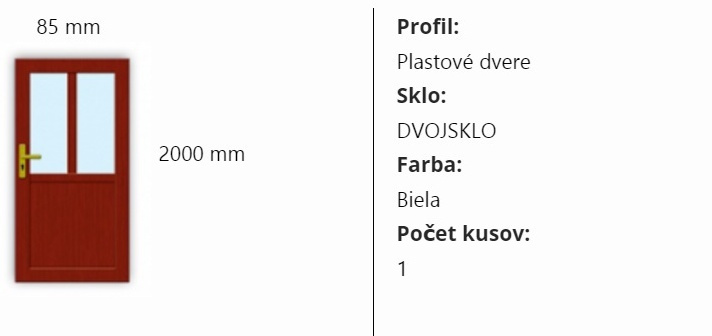 85 mm
2000 mm
Profil:
Plastové dvere
Sklo:
DVOJSKLO
Farba:
Biela
Počet kusov:
1